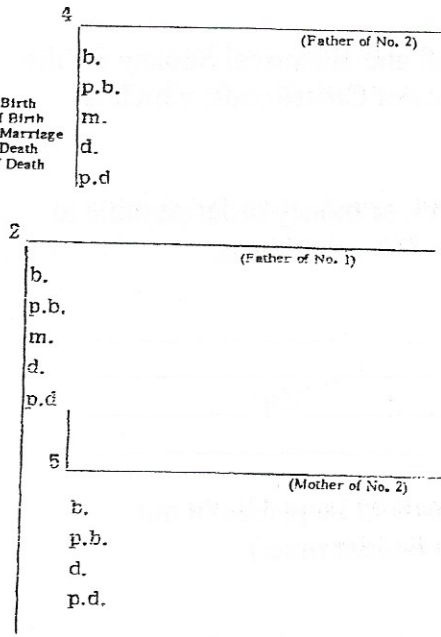 4
(Father of No. 2)
b.
p.b.
Birth
m.
f Birth
Marriage
d.
Death
f Death
p.d
2
(Father of No. 1)
b.
p.b.
m.
d.
p.d
5
(Mother of No. 2)
b.
p.b.
d.
p.d.